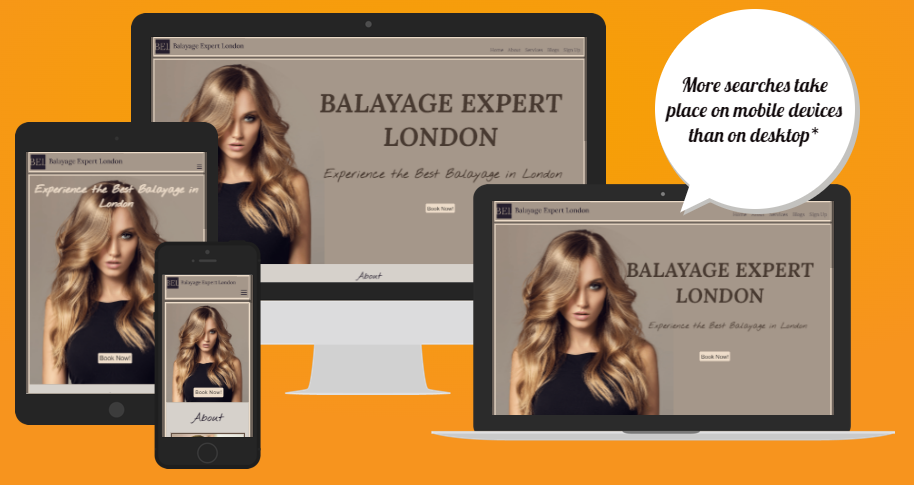 BEL Balayage Expert London
Home About Services Blogs Sign Up
BALAYAGE EXPERT
LONDON
Experience the Best Balayage in London
Book Now!
About
More searches take
place on mobile devices
than on desktop*
BEL Balayage Expert London
Experience the Best Balayage in
London
Book Now!
BEL Balayage Expert London
Book Now!
About
BEL Balayage Expert London
Services Blogs Sign Up
BALAYAGE EXPERT
LONDON
Experience the Best Balayage in London
Book Now!